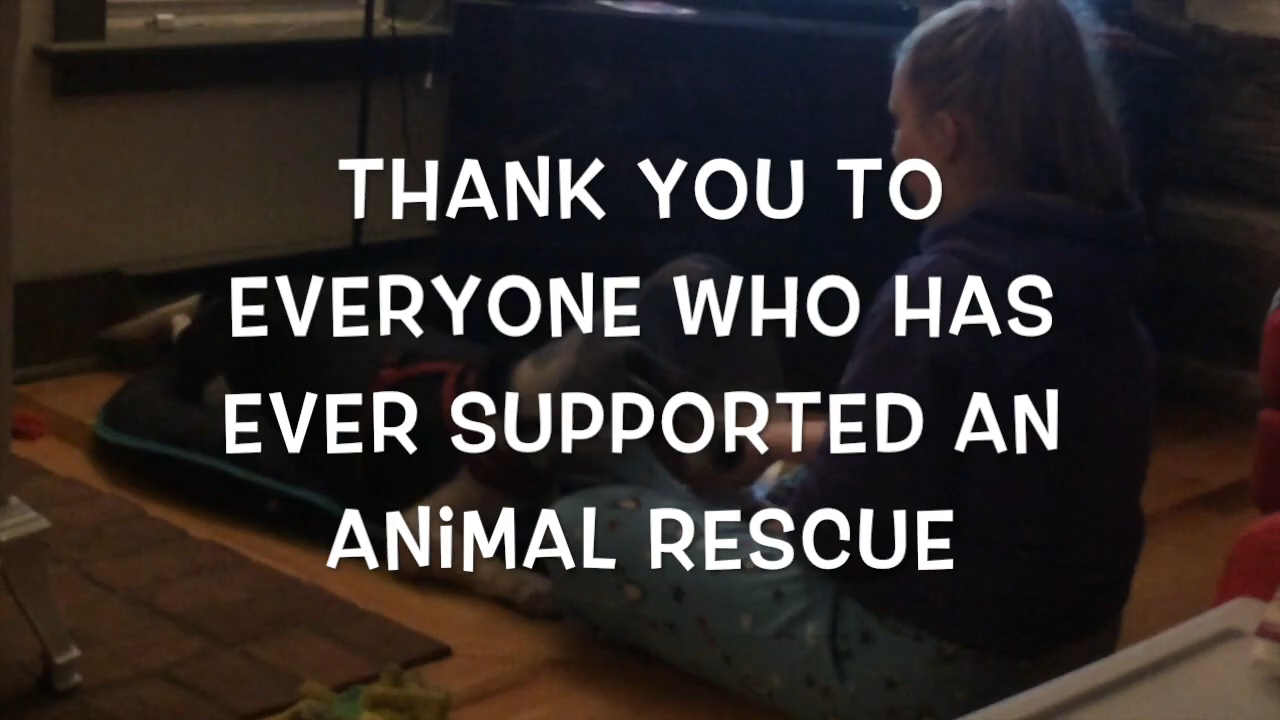 THANK YOU TO
EVERYONE WHO HAS
EVER SUPPORTED AN
ANiMAL RESCUE